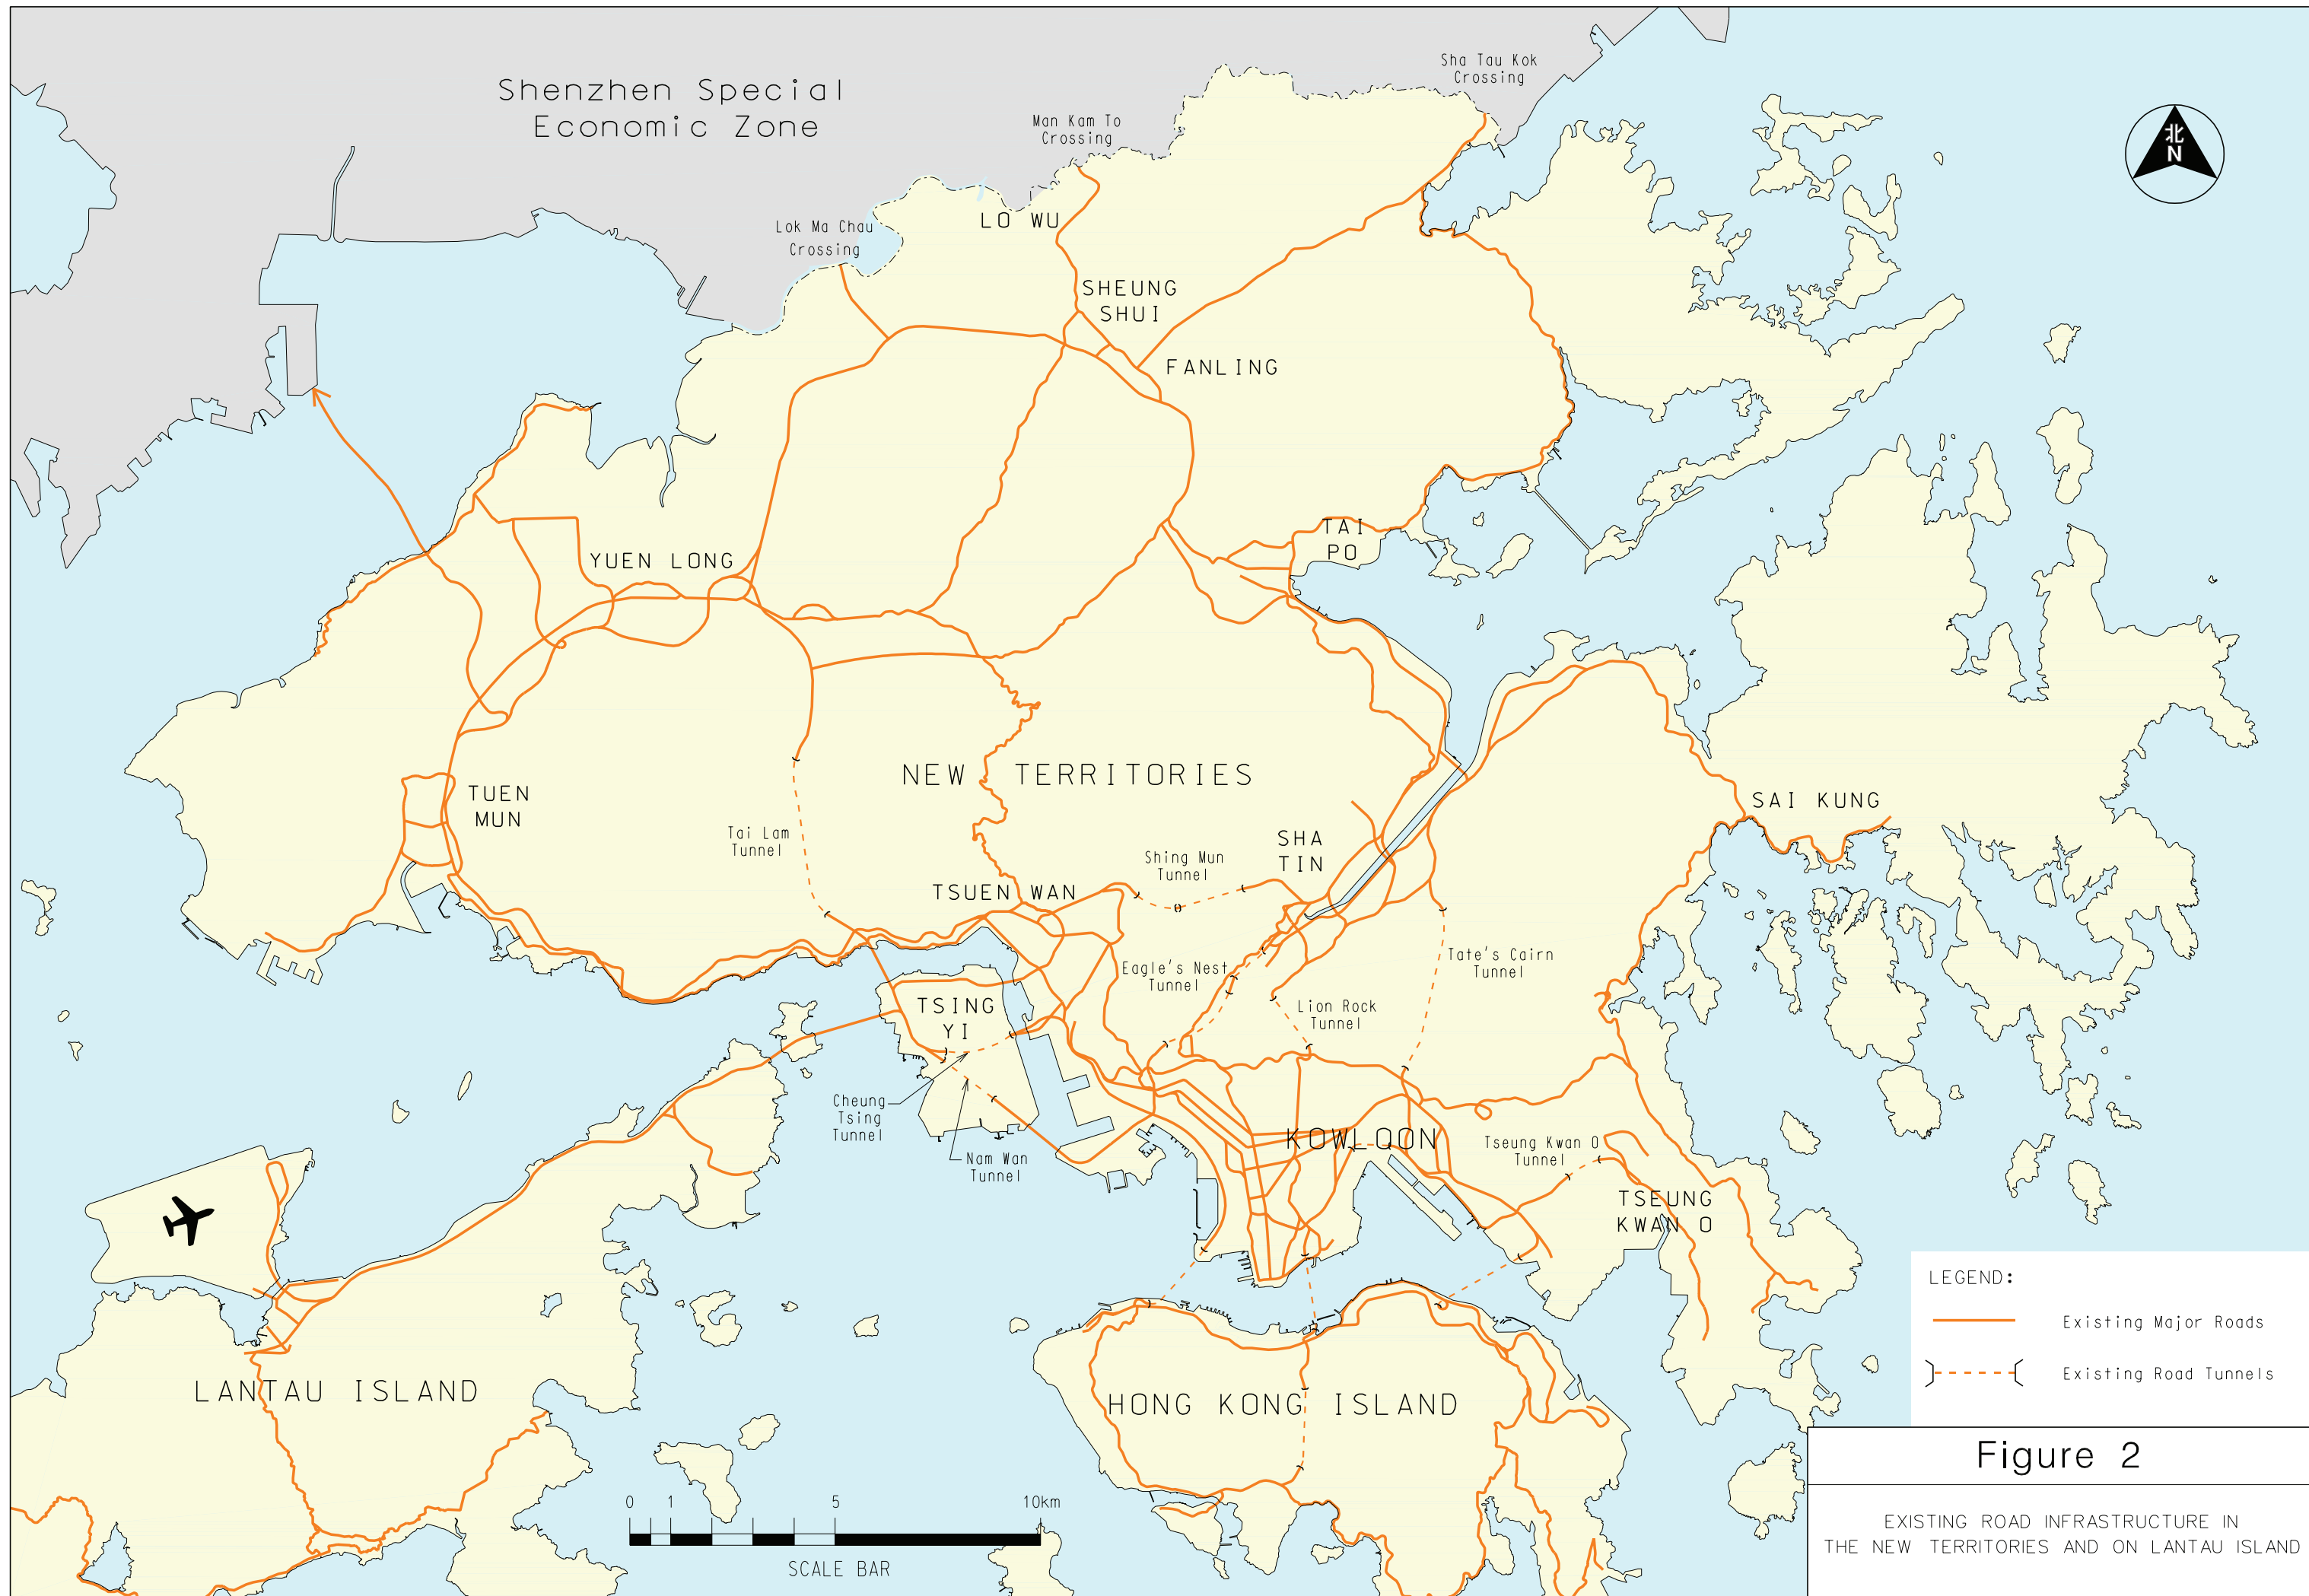 Shenzhen Special
Economic Zone
Sha Tau Kok
Crossing
Man Kam To
Crossing
北
N
Lok Ma Chau
Crossing
LO WU
SHEUNG
SHUI
FANLING
TAI
PO
YUEN LONG
NEW TERRITORIES
TUEN
MUN
SAI KUNG
Tai Lam
Tunnel
SHA
TIN
Shing Mun
Tunnel
TSUEN WAN
Eagle's Nest
Tunnel
Tate's Cairn
Tunnel
TSING
YI
Lion Rock
Tunnel
Cheung
Tsing
Tunnel
KOWLOON
Tseung Kwan O
Tunnel
Nam Wan
Tunnel
TSEUNG
KWAN O
LEGEND:
Existing Major Roads
Existing Road Tunnels
LANTAU ISLAND
HONG KONG ISLAND
0 1 5 10km
SCALE BAR
Figure 2
EXISTING ROAD INFRASTRUCTURE IN
THE NEW TERRITORIES AND ON LANTAU ISLAND